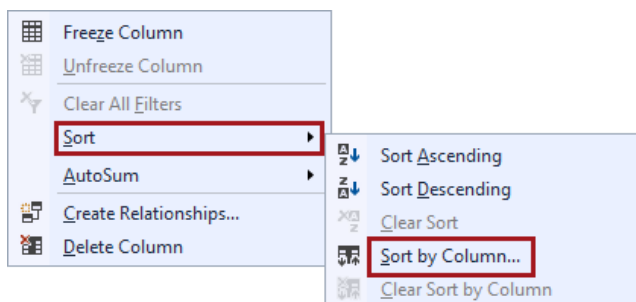 Freeze Column
Unfreeze Column
Clear All Filters
Sort
AutoSum
Create Relationships...
Delete Column
Sort Ascending
Sort Descending
Clear Sort
Sort by Column...
Clear Sort by Column